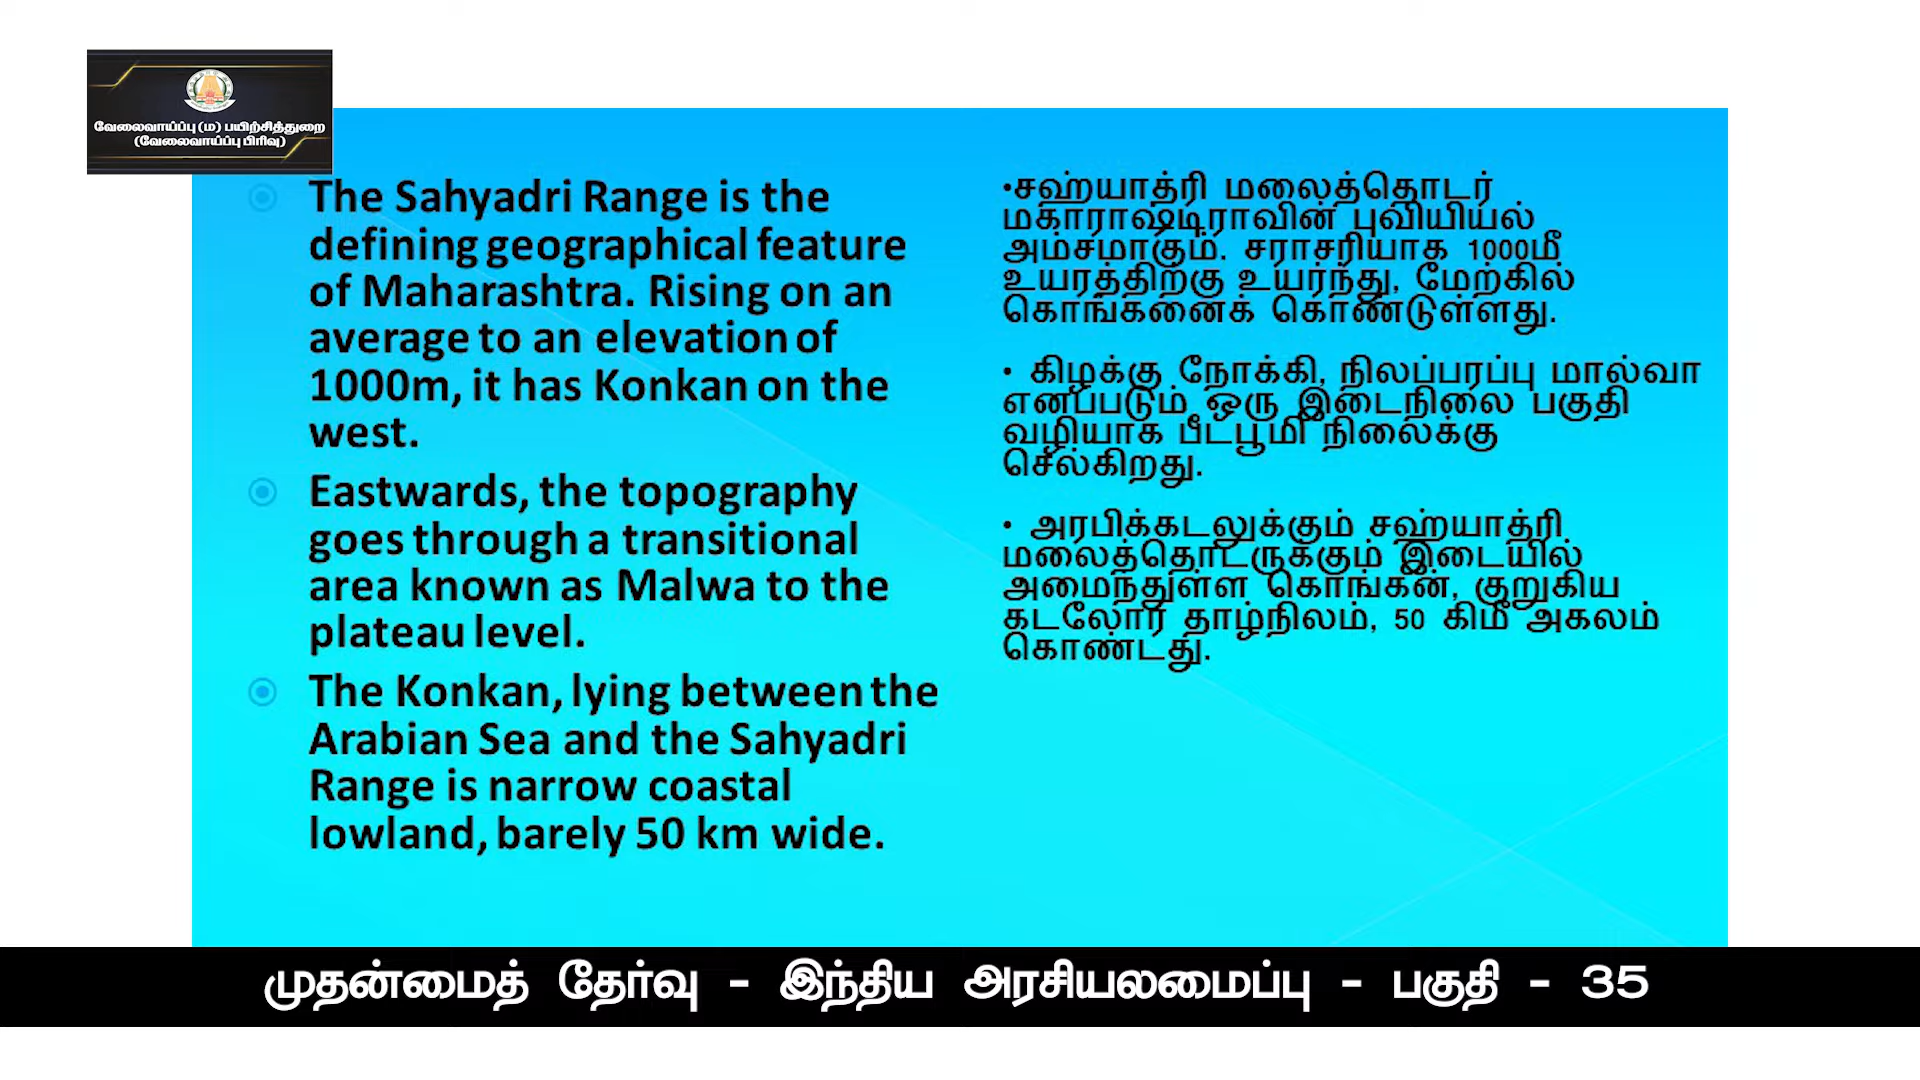 வேலைவாய்ப்பு (ம) பயிற்சித்துறை
(வேலைவாய்ப்பு பிரிவு)
The Sahyadri Range is the
defining geographical feature
of Maharashtra. Rising on an
average to an elevation of
1000m, it has Konkan on the
west.
Eastwards, the topography
goes through a transitional
area known as Malwa to the
plateau level.
The Konkan, lying between the
Arabian Sea and the Sahyadri
Range is narrow coastal
lowland, barely 50 km wide.
•சஹ்யாத்ரி மலைத்தொடர்
மகாராஷ்டிராவின் புவியியல்
அம்சமாகும். சராசரியாக 1000மீ
உயரத்திற்கு உயர்ந்து, மேற்கில்
கொங்கனைக் கொண்டுள்ளது.
• கிழக்கு நோக்கி, நிலப்பரப்பு மால்வா
எனப்படும் ஒரு இடைநிலை பகுதி
வழியாக பீடபூமி நிலைக்கு
செல்கிறது.
• அரபிக்கடலுக்கும் சஹ்யாத்ரி
மலைத்தொடருக்கும் இடையில்
அமைந்துள்ள கொங்கன், குறுகிய
கடலோர தாழ்நிலம், 50 கிமீ அகலம்
கொண்டது.
முதன்மைத் தேர்வு - இந்திய அரசியலமைப்பு - பகுதி - 35